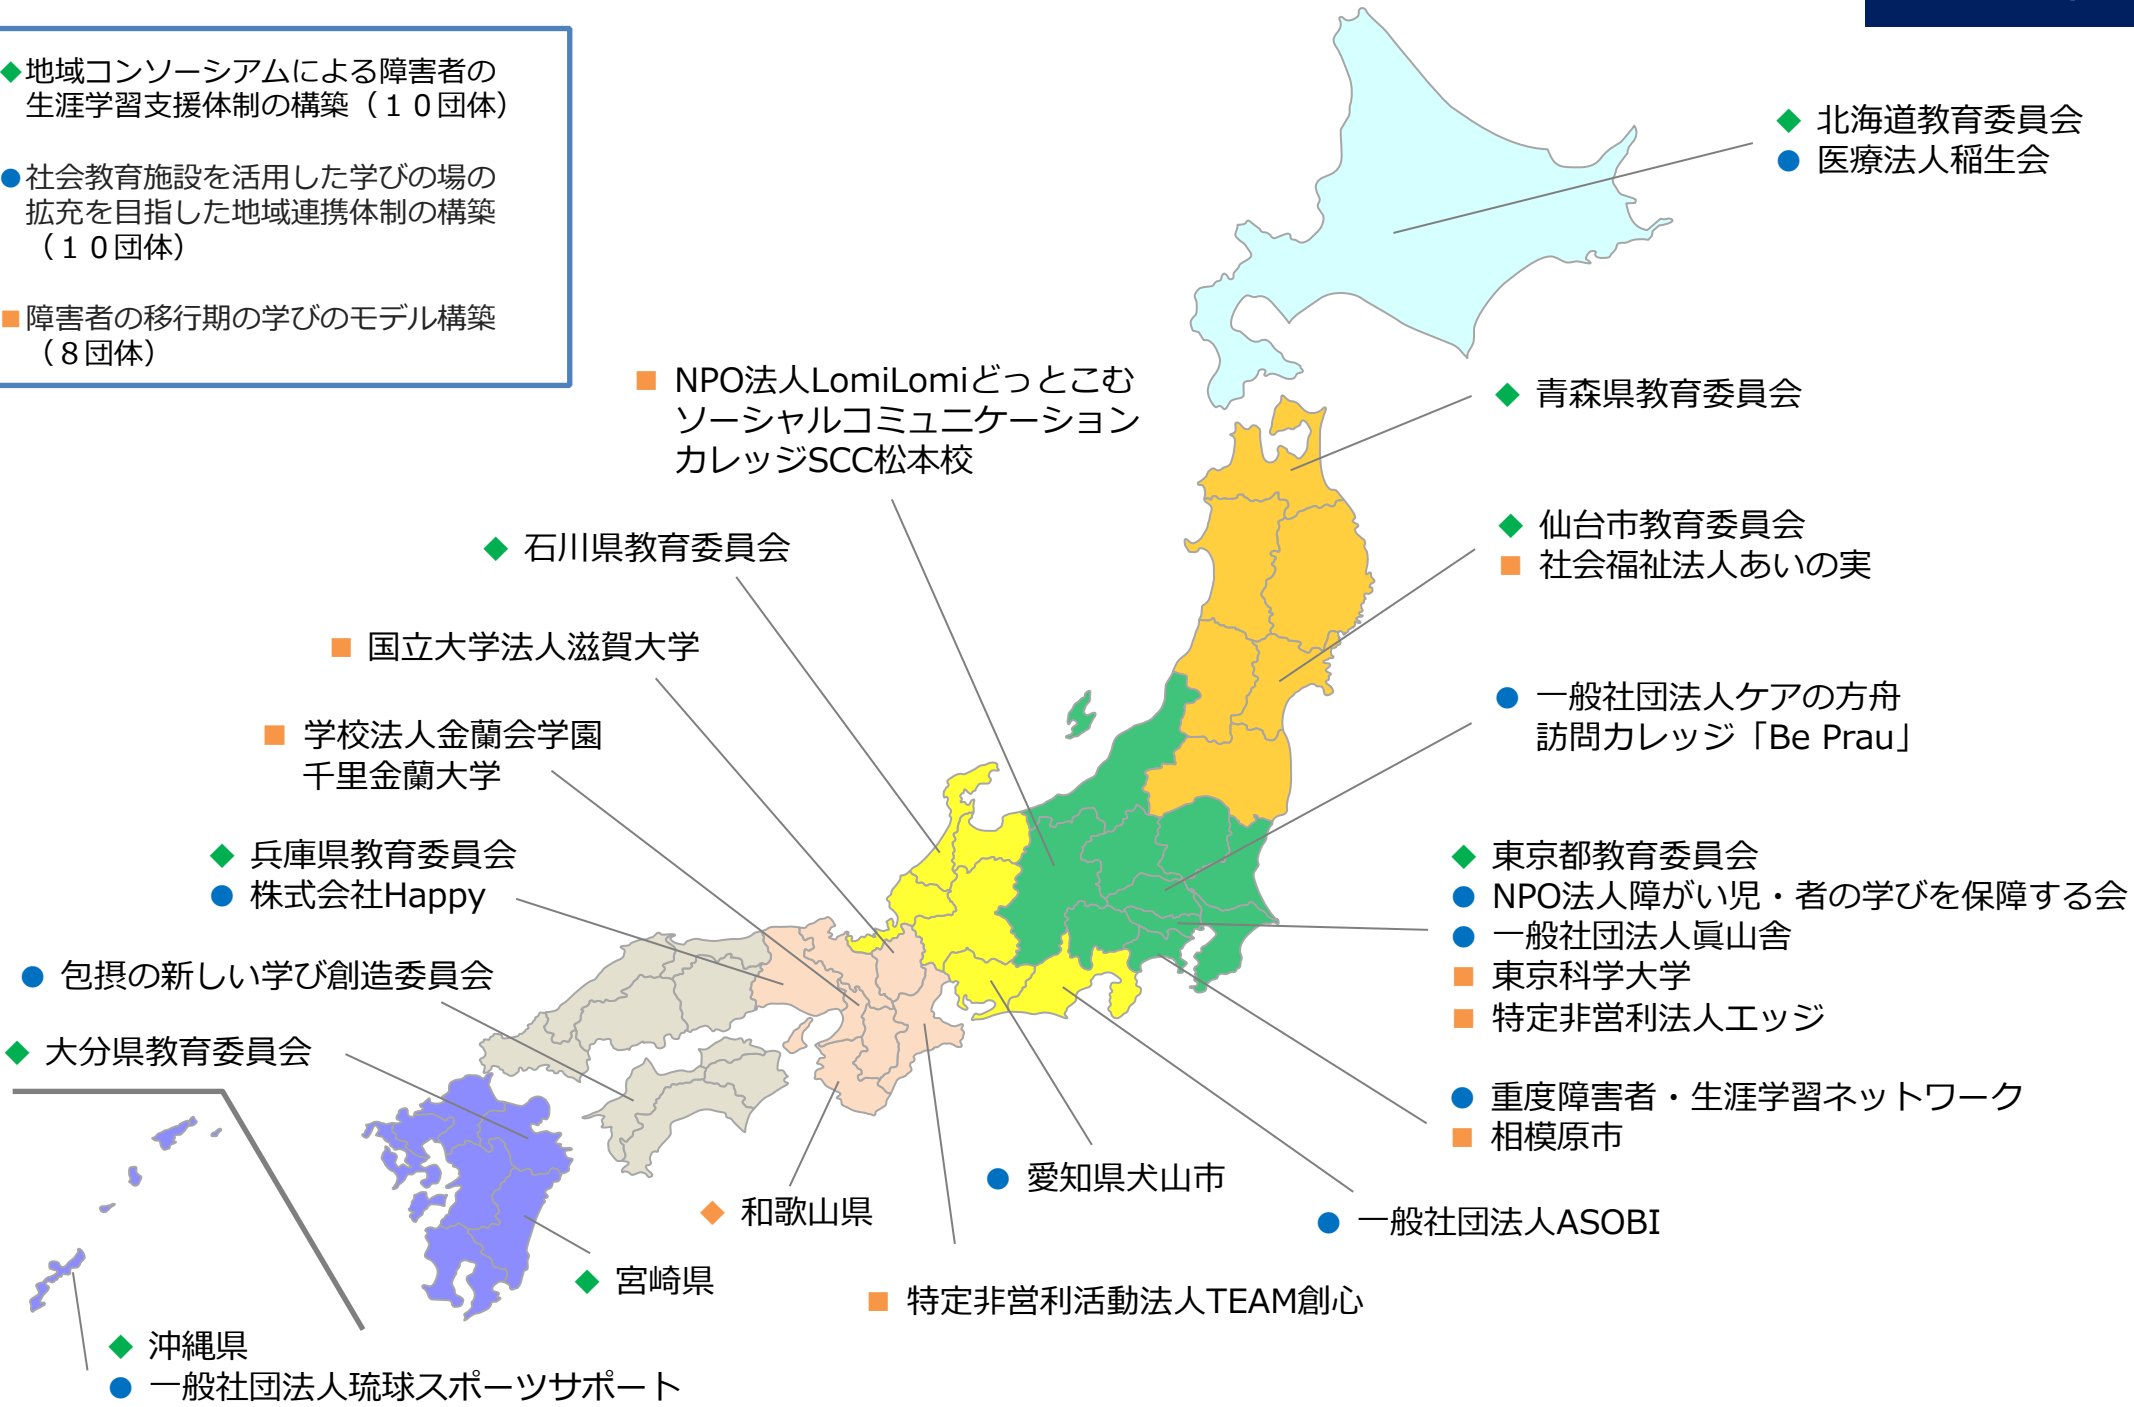 ◆地域コンソーシアムによる障害者の
生涯学習支援体制の構築（１０団体）
●社会教育施設を活用した学びの場の
拡充を目指した地域連携体制の構築
（１０団体）
■障害者の移行期の学びのモデル構築
（８団体）
◆ 北海道教育委員会
● 医療法人稲生会
■ NPO法人LomiLomiどっとこむ
ソーシャルコミュニケーション
カレッジSCC松本校
◆ 青森県教育委員会
◆ 石川県教育委員会
◆ 仙台市教育委員会
■ 社会福祉法人あいの実
■ 国立大学法人滋賀大学
● 一般社団法人ケアの方舟
訪問カレッジ「Be Prau」
■ 学校法人金蘭会学園
千里金蘭大学
◆ 兵庫県教育委員会
● 株式会社Happy
◆ 東京都教育委員会
● NPO法人障がい児・者の学びを保障する会
● 一般社団法人眞山舎
■ 東京科学大学
■ 特定非営利法人エッジ
● 包摂の新しい学び創造委員会
◆ 大分県教育委員会
● 重度障害者・生涯学習ネットワーク
■ 相模原市
● 愛知県犬山市
◆ 和歌山県
● 一般社団法人ASOBI
◆ 宮崎県
■ 特定非営利活動法人TEAM創心
◆ 沖縄県
● 一般社団法人琉球スポーツサポート